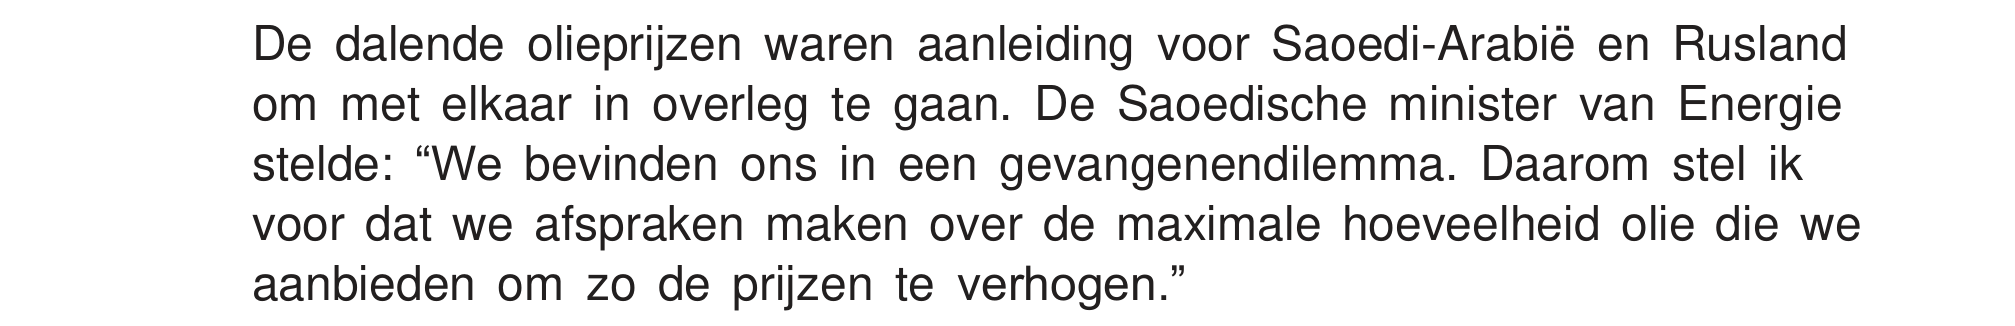 De dalende olieprijzen waren aanleiding voor Saoedi-Arabië en Rusland
om met elkaar in overleg te gaan. De Saoedische minister van Energie
stelde: “We bevinden ons in een gevangenendilemma. Daarom stel ik
voor dat we afspraken maken over de maximale hoeveelheid olie die we
aanbieden om zo de prijzen te verhogen.”